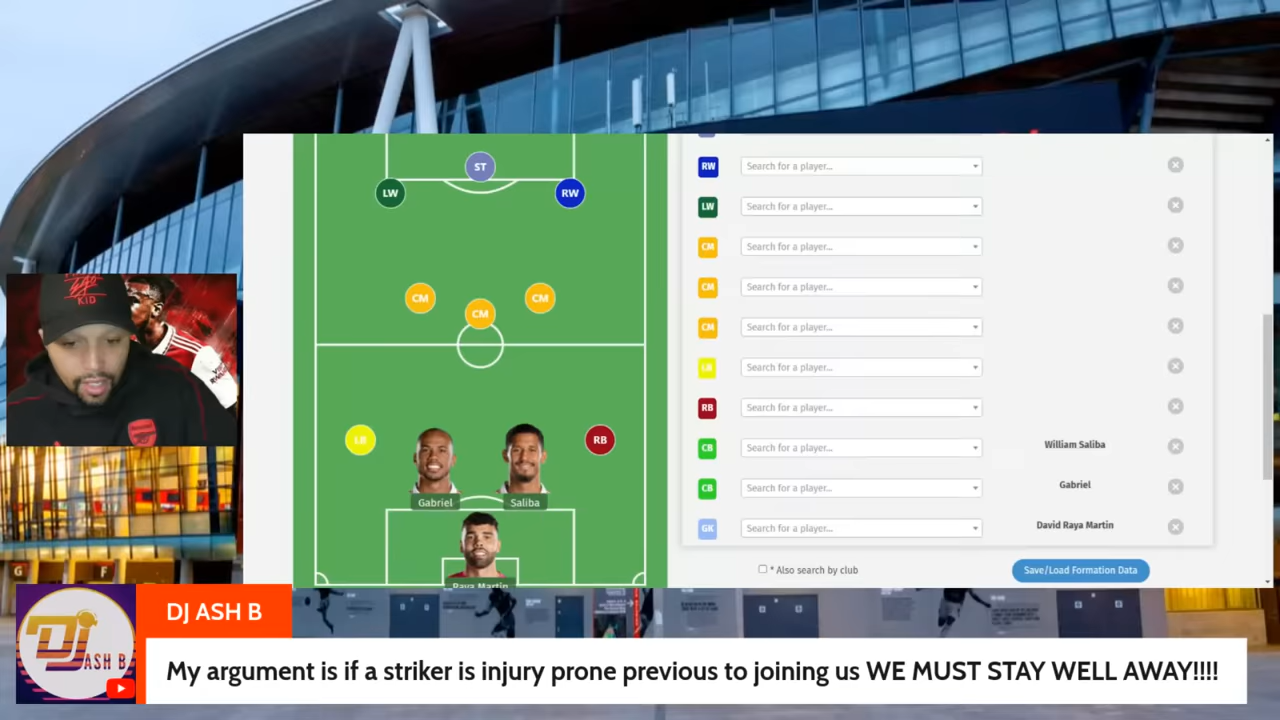 ST
LW
RW
CM
CM
CM
LB
RB
Gabriel
Saliba
Raya Martin
RW Search for a player...
LW Search for a player...
CM Search for a player...
CM Search for a player...
CM Search for a player...
LB Search for a player...
RB Search for a player...
CB Search for a player... William Saliba
CB Search for a player... Gabriel
GK Search for a player... David Raya Martin
* Also search by club
Save/Load Formation Data
KID
G
F
DJ
ASH B
DJ ASH B
My argument is if a striker is injury prone previous to joining us WE MUST STAY WELL AWAY!!!!